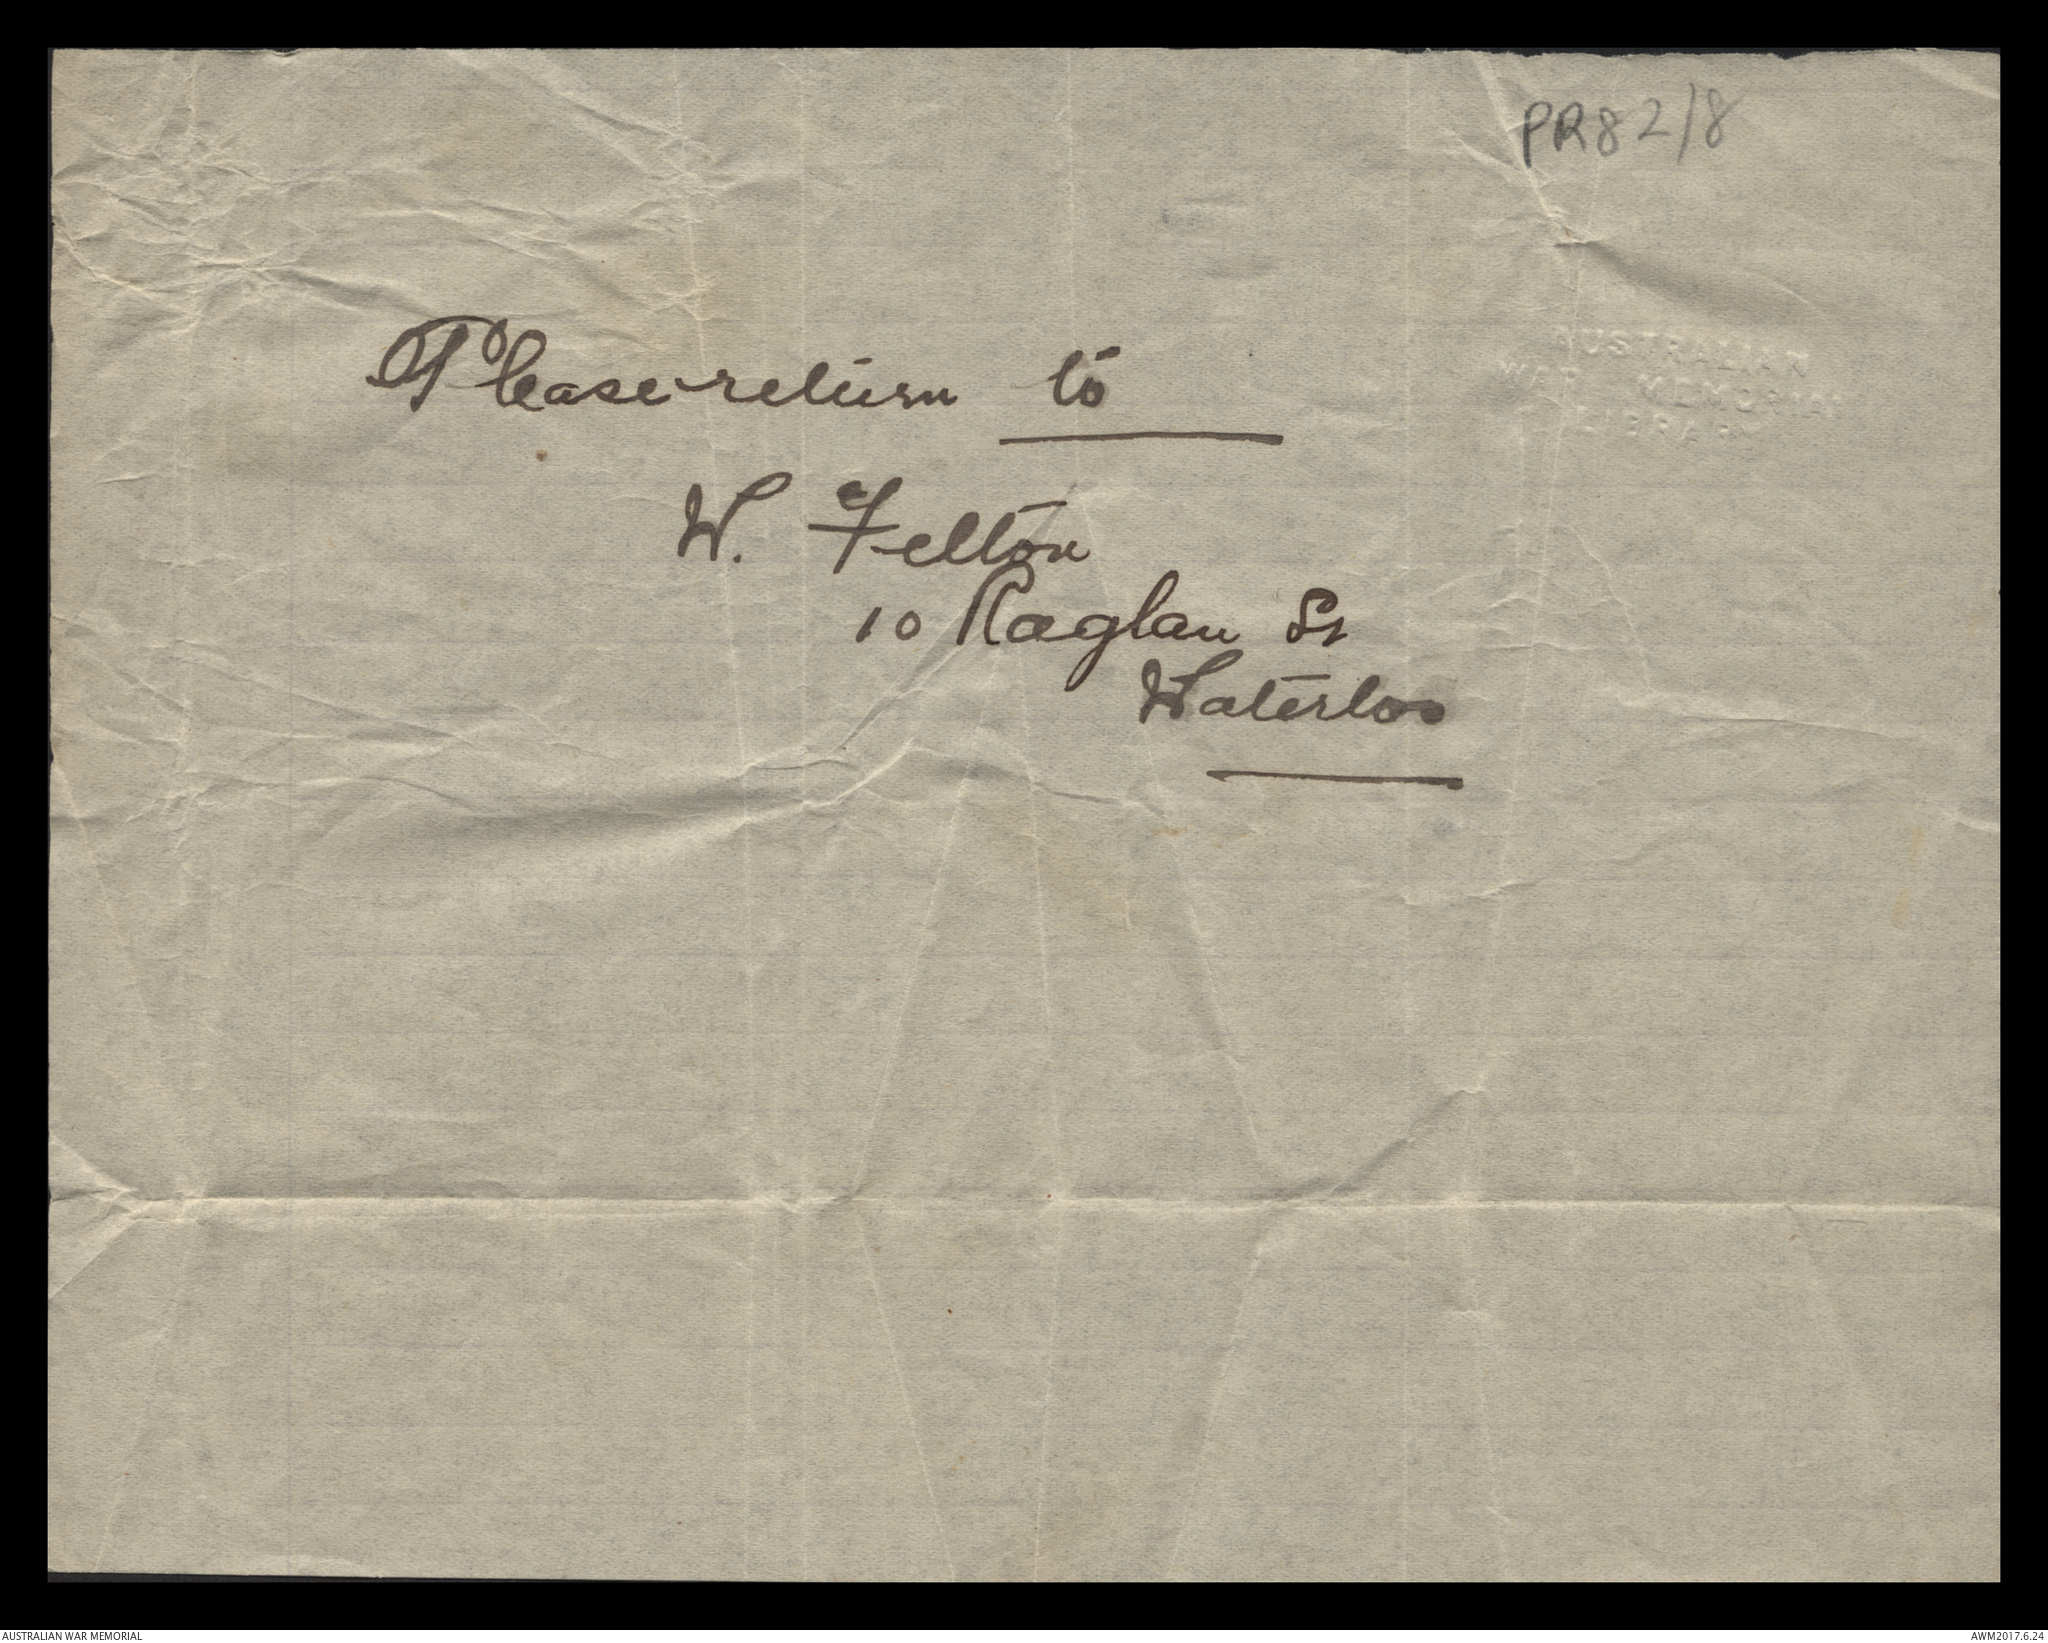 PR82/8
AUSTRALIAN
WAR MEMORIAL
LIBRARY
Please return to
W. Felton
10 Raglan St
Waterloo
AUSTRALIAN WAR MEMORIAL
AWM2017.6.24